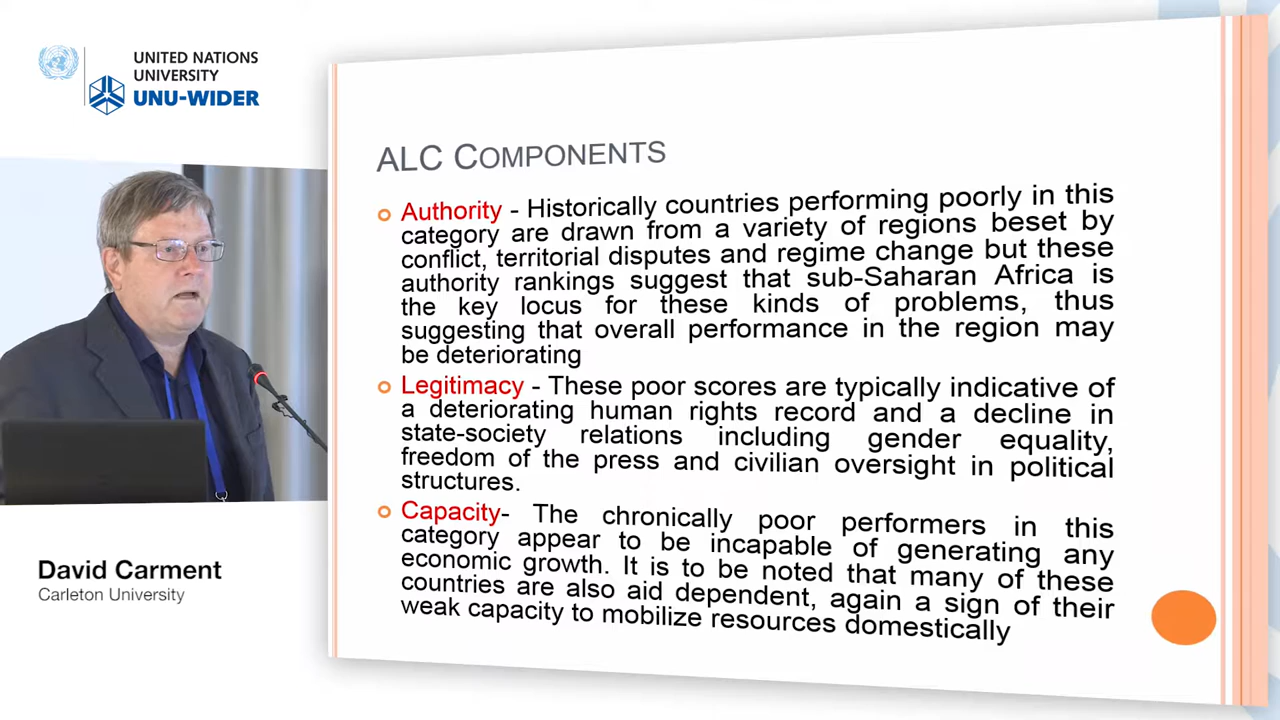 UNITED NATIONS
UNIVERSITY
UNU-WIDER
ALC COMPONENTS
Authority - Historically countries performing poorly in this
category are drawn from a variety of regions beset by
conflict, territorial disputes and regime change but these
authority rankings suggest that sub-Saharan Africa is
the key locus for these kinds of problems, thus
suggesting that overall performance in the region may
be deteriorating
Legitimacy - These poor scores are typically indicative of
a deteriorating human rights record and a decline in
state-society relations including gender equality,
freedom of the press and civilian oversight in political
structures.
Capacity- The chronically poor performers in this
category appear to be incapable of generating any
economic growth. It is to be noted that many of these
countries are also aid dependent, again a sign of their
weak capacity to mobilize resources domestically
David Carment
Carleton University